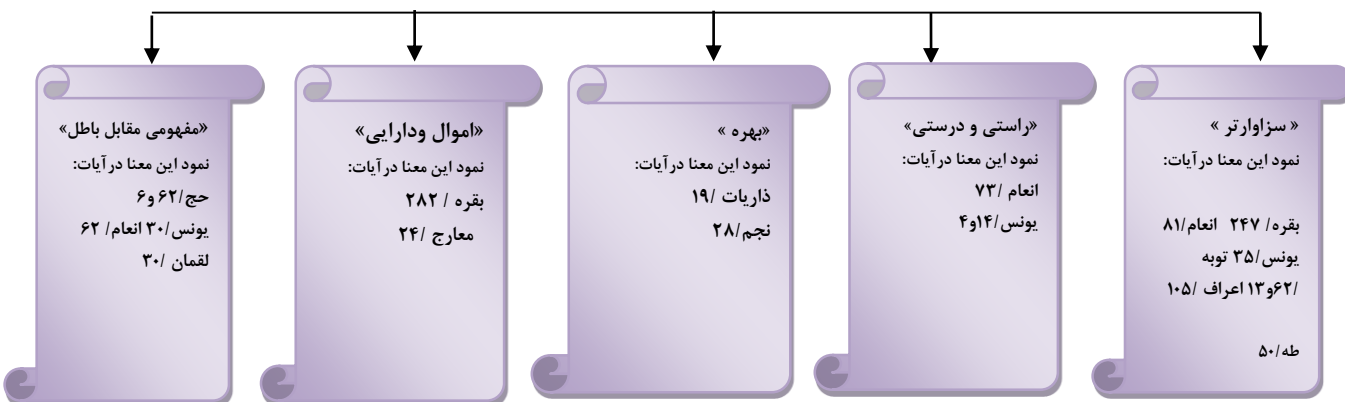 « سزاوارتر »
نمود این معنا درآیات:
بقره/ ۲۴۷ انعام/۸۱
یونس/۳۵ توبه
/۶۲و۱۳ اعراف /۱۰۵
طه/۵۰
«راستی و درستی»
نمود این معنا درآیات:
انعام /۷۳
یونس/۱۴و۴
«بهره »
نمود این معنا درآیات:
ذاریات /۱۹
نجم/۲۸
«اموال ودارایی»
نمود این معنا درآیات:
بقره / ۲۸۲
معارج /۲۴
«مفهومی مقابل باطل»
نمود این معنا درآیات:
حج/۶۲ و۶
یونس/۳۰ انعام/ ۶۲
لقمان /۳۰